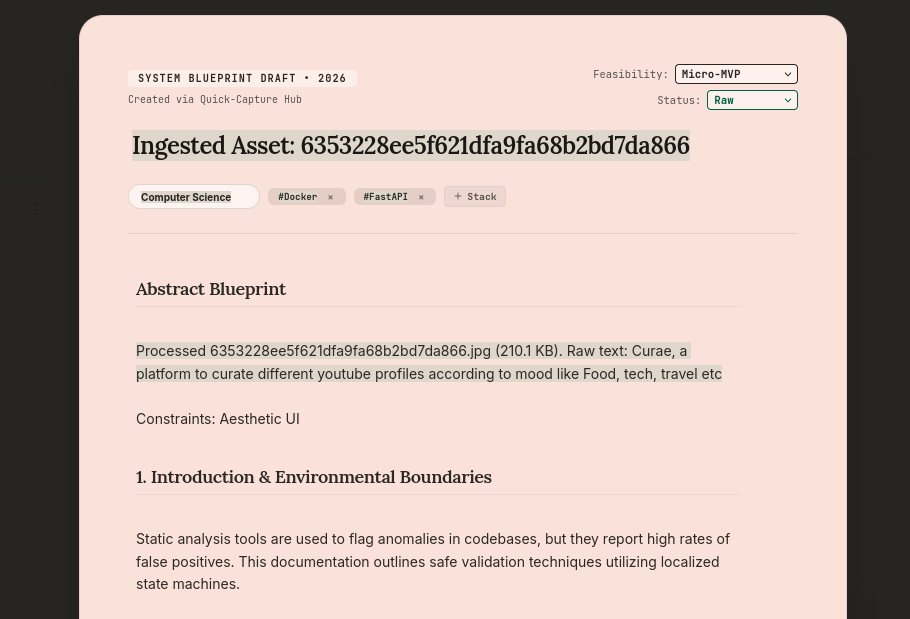 SYSTEM BLUEPRINT DRAFT • 2026
Feasibility: Micro-MVP
Created via Quick-Capture Hub
Status: Raw
Ingested Asset: 6353228ee5f621dfa9fa68b2bd7da866
Computer Science #Docker × #FastAPI × + Stack
Abstract Blueprint
Processed 6353228ee5f621dfa9fa68b2bd7da866.jpg (210.1 KB). Raw text: Curae, a
platform to curate different youtube profiles according to mood like Food, tech, travel etc
Constraints: Aesthetic UI
1. Introduction & Environmental Boundaries
Static analysis tools are used to flag anomalies in codebases, but they report high rates of
false positives. This documentation outlines safe validation techniques utilizing localized
state machines.